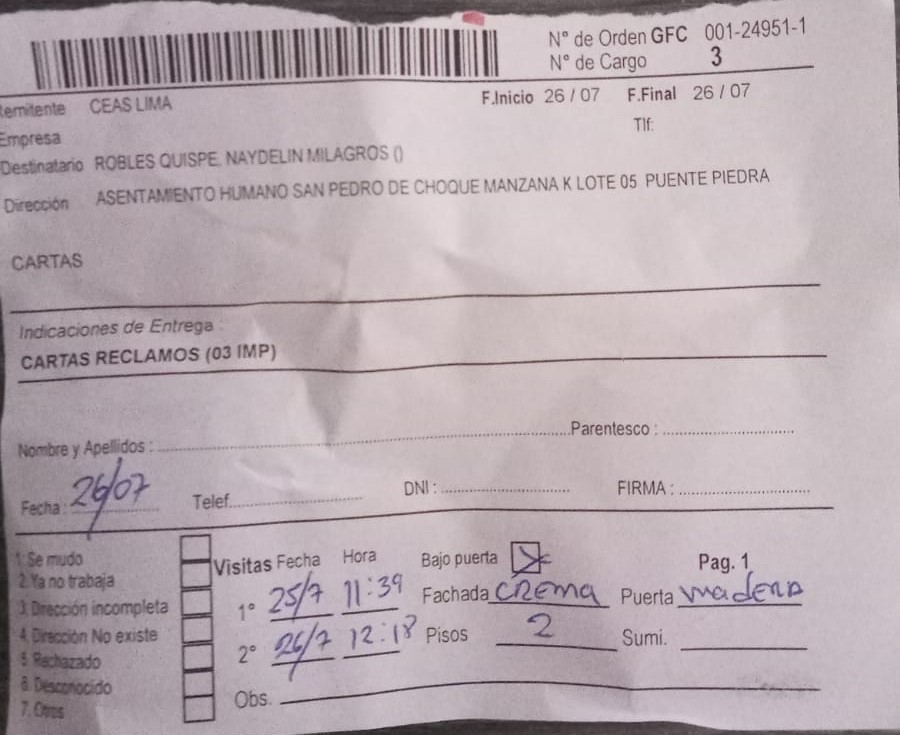 N° de Orden GFC 001-24951-1
N° de Cargo 3
Remitente CEAS LIMA F.Inicio 26 / 07 F.Final 26 / 07
Empresa Tlf:
Destinatario ROBLES QUISPE, NAYDELIN MILAGROS ()
Dirección ASENTAMIENTO HUMANO SAN PEDRO DE CHOQUE MANZANA K LOTE 05 PUENTE PIEDRA
CARTAS
Indicaciones de Entrega :
CARTAS RECLAMOS (03 IMP)
Nombre y Apellidos : Parentesco :
Fecha : 26/07 Telef. DNI : FIRMA :
1. Se mudo
2. Ya no trabaja
3. Dirección incompleta
4. Dirección No existe
5. Rechazado
6. Desconocido
7. Otros
Visitas Fecha Hora Bajo puerta X Pag. 1
1° 25/7 11:39 Fachada CREMA Puerta madera
2° 26/7 12:18 Pisos 2 Sumi.
Obs.